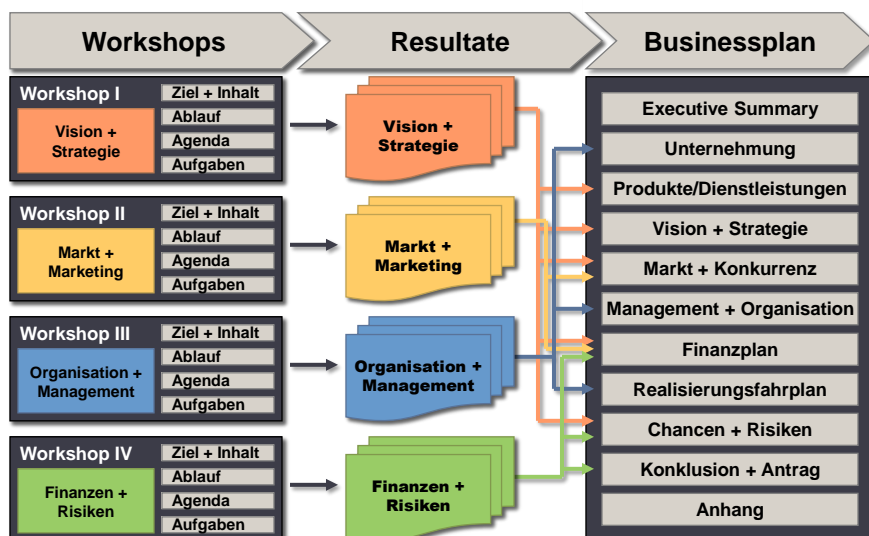 Workshops
Resultate
Businessplan
Workshop I
Vision +
Strategie
Ziel + Inhalt
Ablauf
Agenda
Aufgaben
Workshop II
Markt +
Marketing
Ziel + Inhalt
Ablauf
Agenda
Aufgaben
Workshop III
Organisation +
Management
Ziel + Inhalt
Ablauf
Agenda
Aufgaben
Workshop IV
Finanzen +
Risiken
Ziel + Inhalt
Ablauf
Agenda
Aufgaben
Vision +
Strategie
Markt +
Marketing
Organisation +
Management
Finanzen +
Risiken
Executive Summary
Unternehmung
Produkte/Dienstleistungen
Vision + Strategie
Markt + Konkurrenz
Management + Organisation
Finanzplan
Realisierungsfahrplan
Chancen + Risiken
Konklusion + Antrag
Anhang